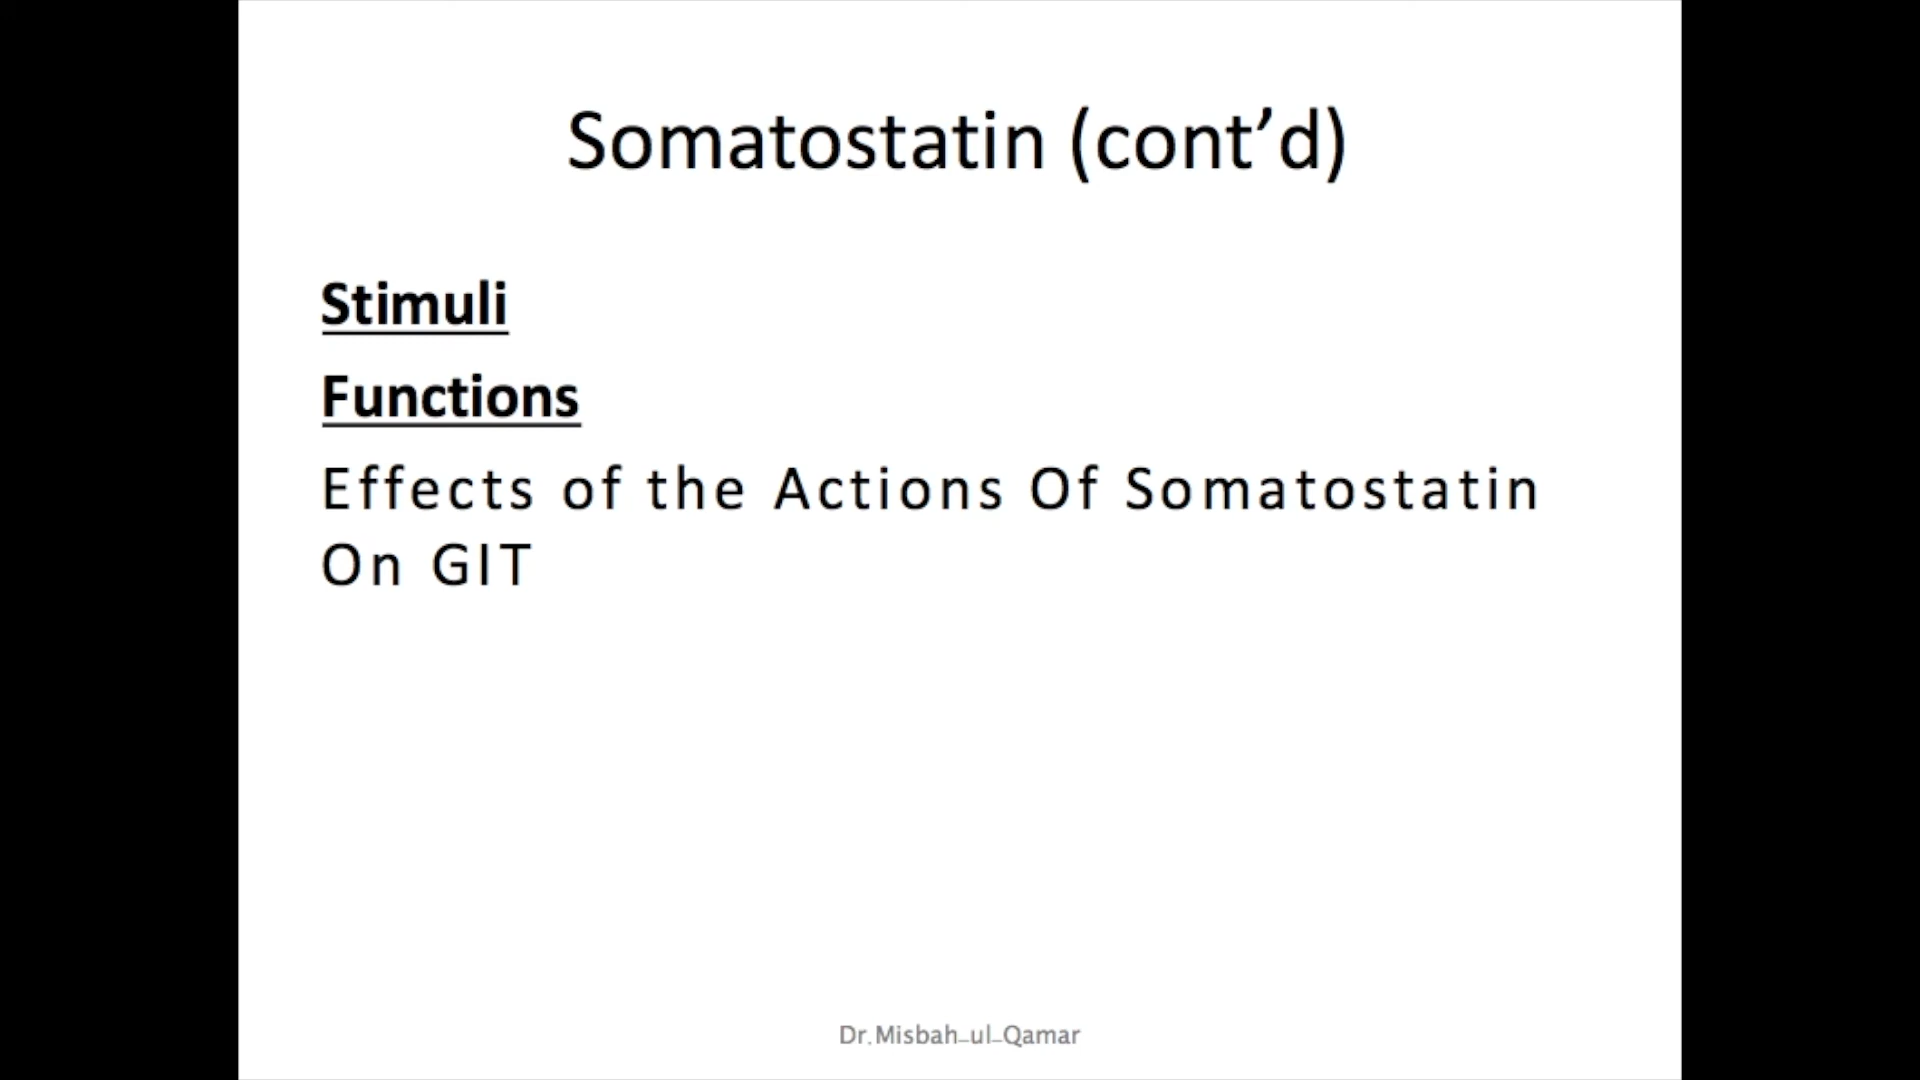 Somatostatin (cont’d)
Stimuli
Functions
Effects of the Actions Of Somatostatin
On GIT
Dr.Misbah_ul_Qamar